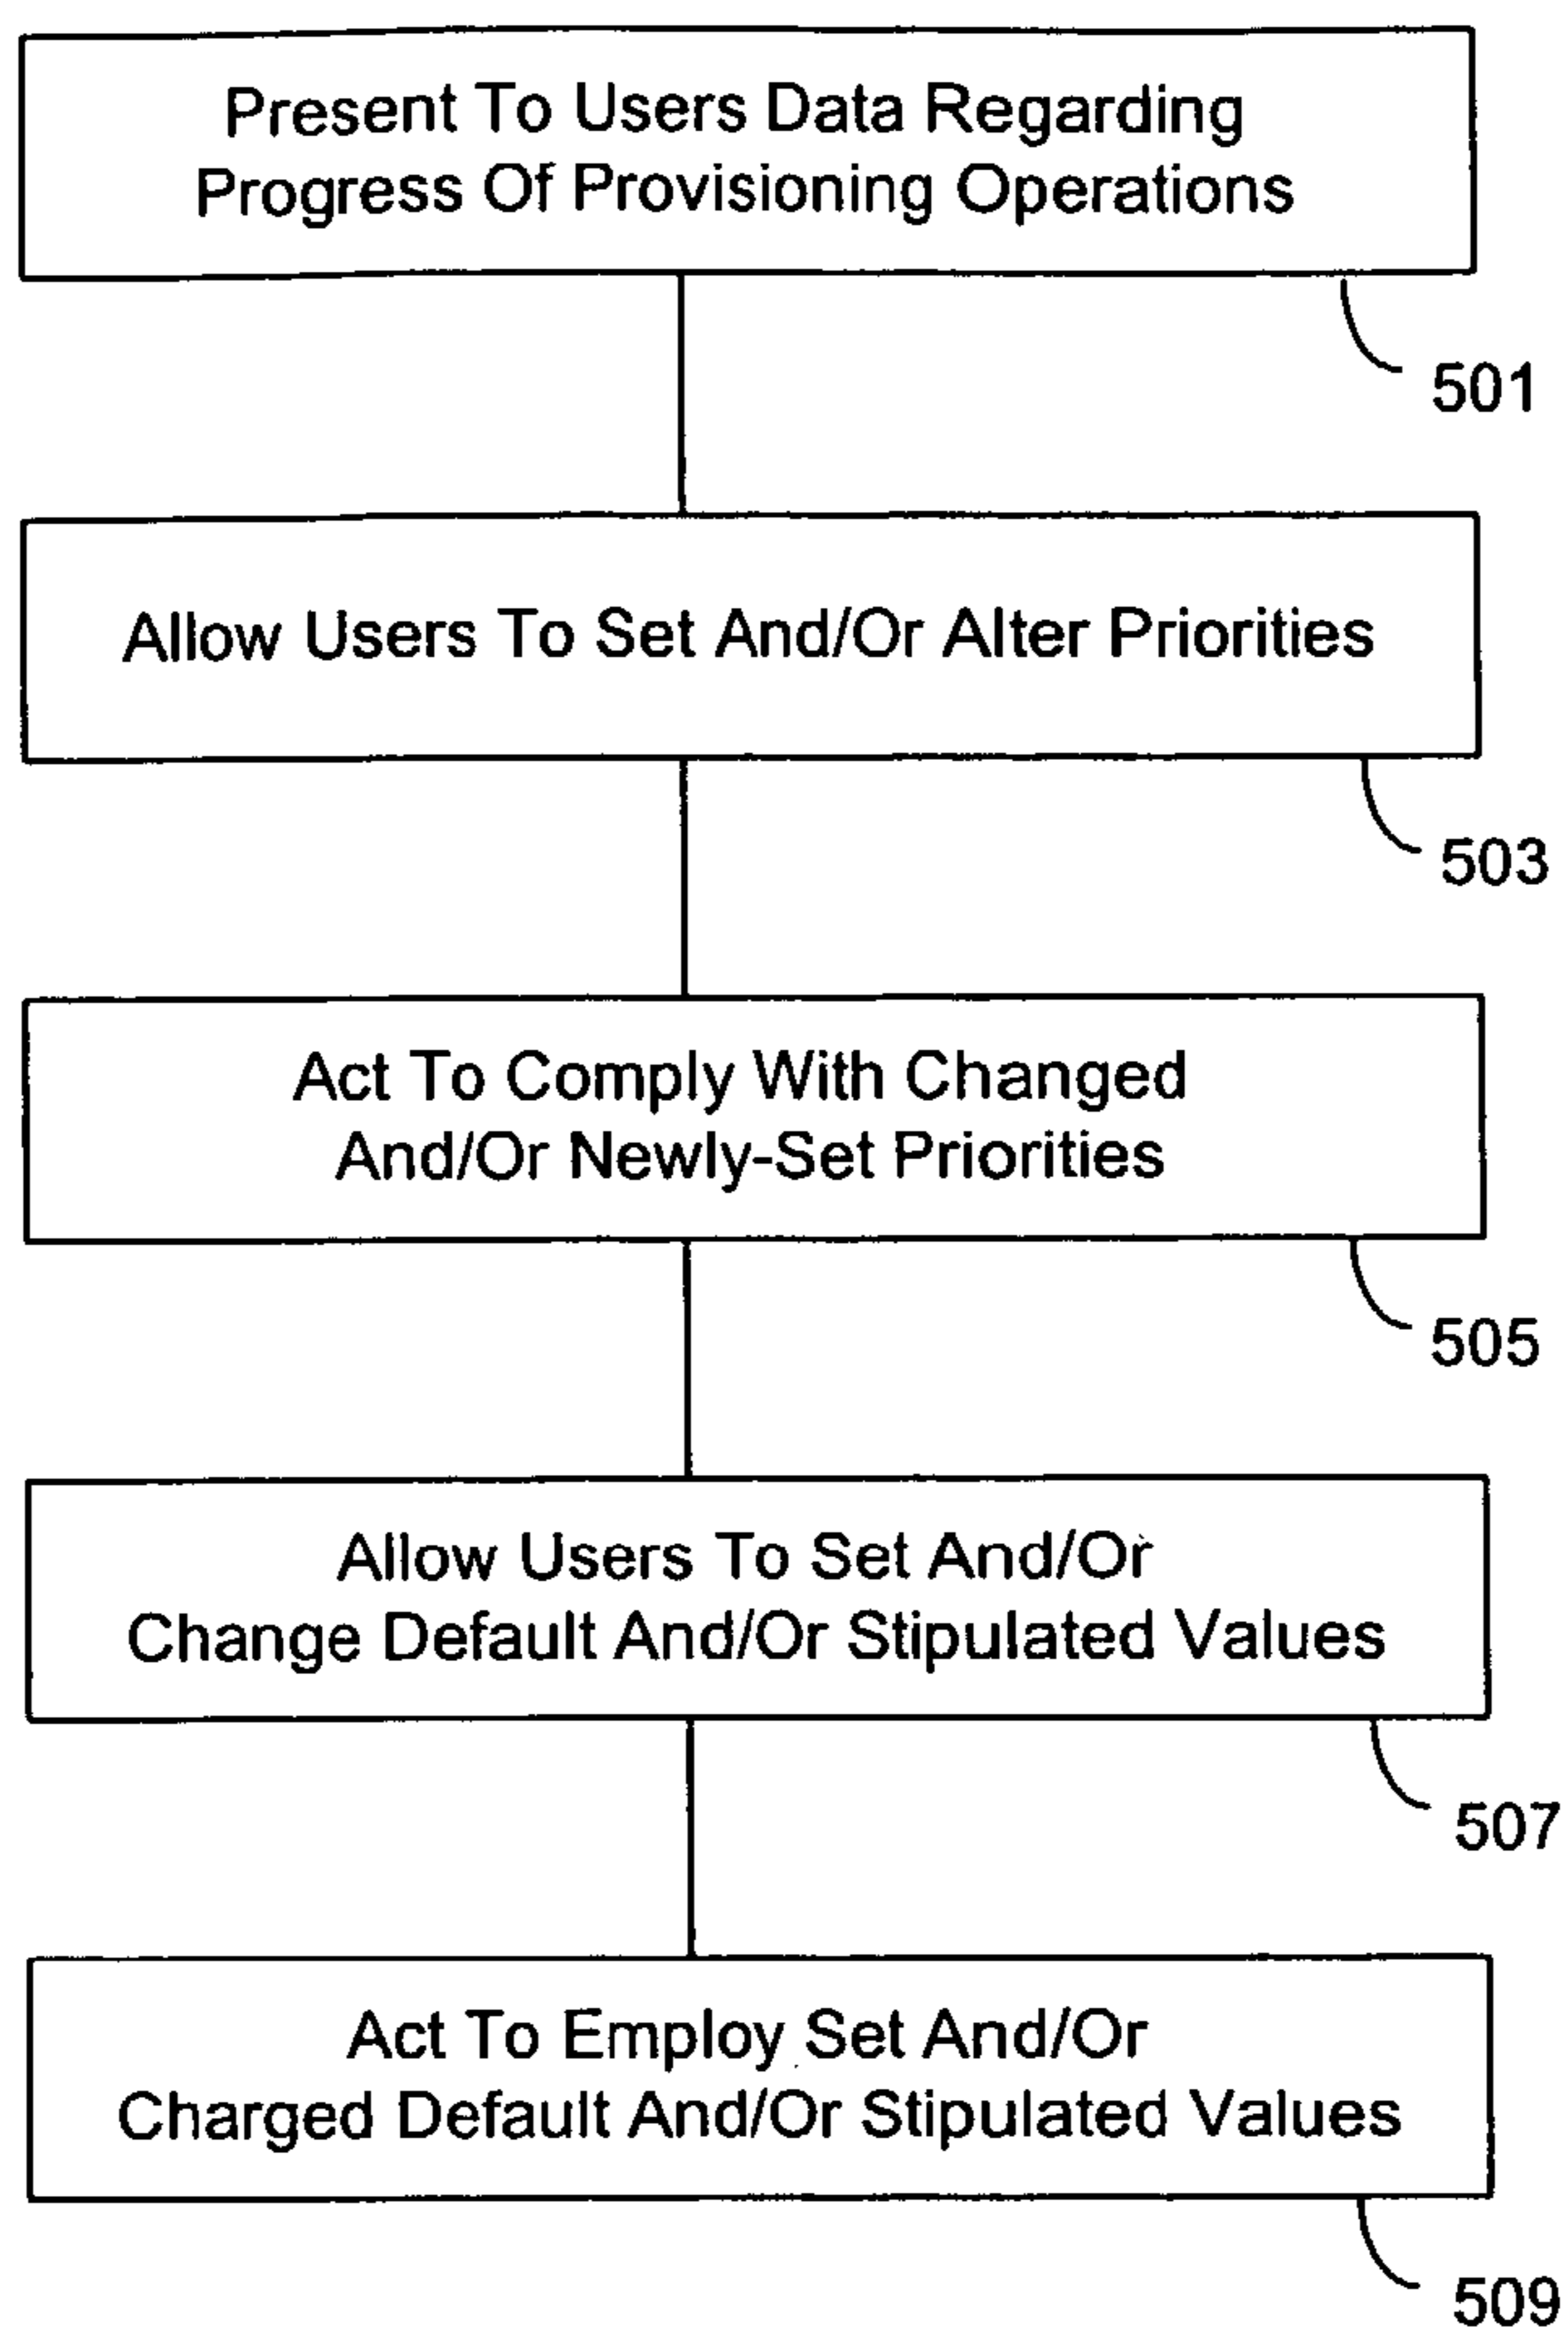 Present To Users Data Regarding
Progress Of Provisioning Operations
501
Allow Users To Set And/Or Alter Priorities
503
Act To Comply With Changed
And/Or Newly-Set Priorities
505
Allow Users To Set And/Or
Change Default And/Or Stipulated Values
507
Act To Employ Set And/Or
Charged Default And/Or Stipulated Values
509